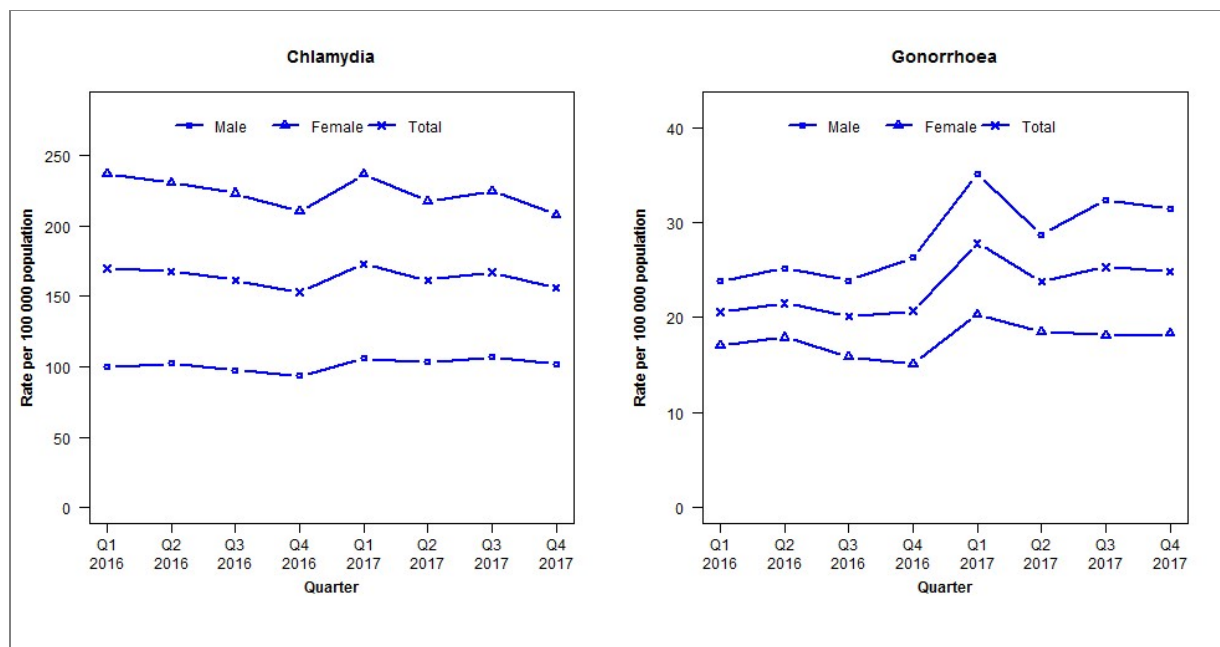 Chlamydia
Male Female Total
250
200
150
100
50
0
Rate per 100 000 population
Q1 Q2 Q3 Q4 Q1 Q2 Q3 Q4
2016 2016 2016 2016 2017 2017 2017 2017
Quarter
Gonorrhoea
Male Female Total
40
30
20
10
0
Rate per 100 000 population
Q1 Q2 Q3 Q4 Q1 Q2 Q3 Q4
2016 2016 2016 2016 2017 2017 2017 2017
Quarter